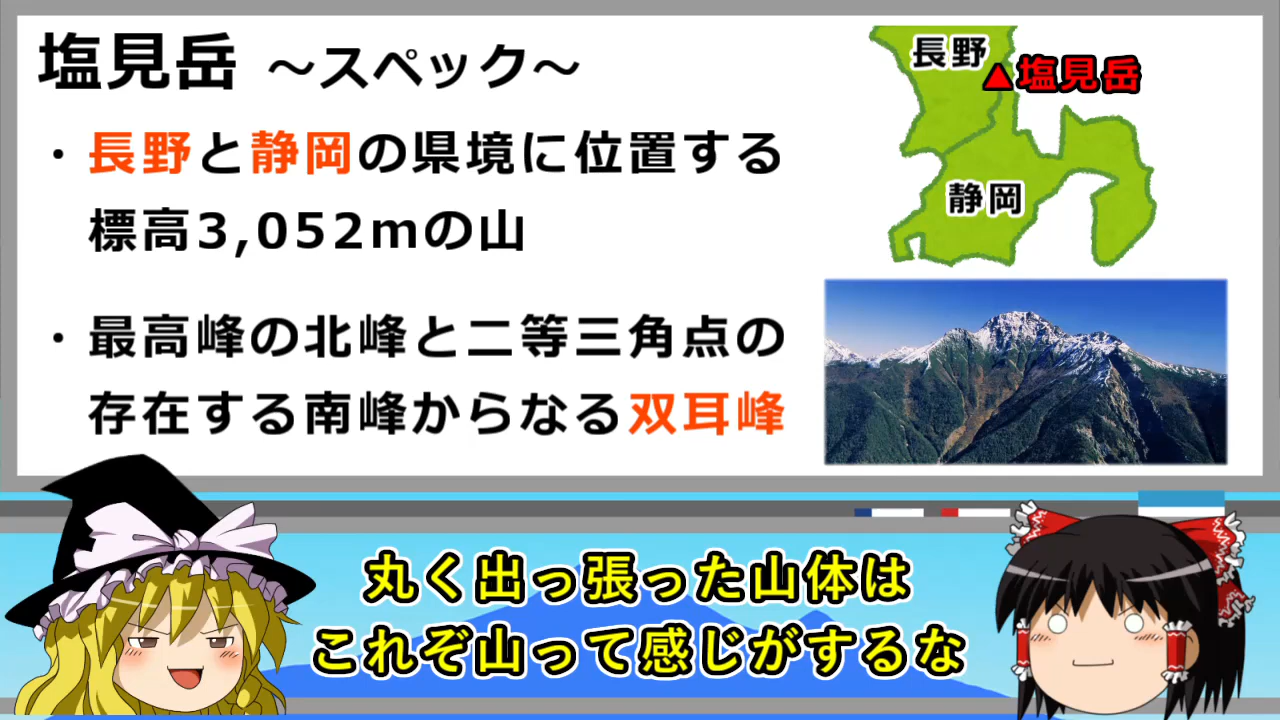 塩見岳 ～スペック～
・長野と静岡の県境に位置する
標高3,052mの山
・最高峰の北峰と二等三角点の
存在する南峰からなる双耳峰
長野
▲塩見岳
静岡
丸く出っ張った山体は
これぞ山って感じがするな